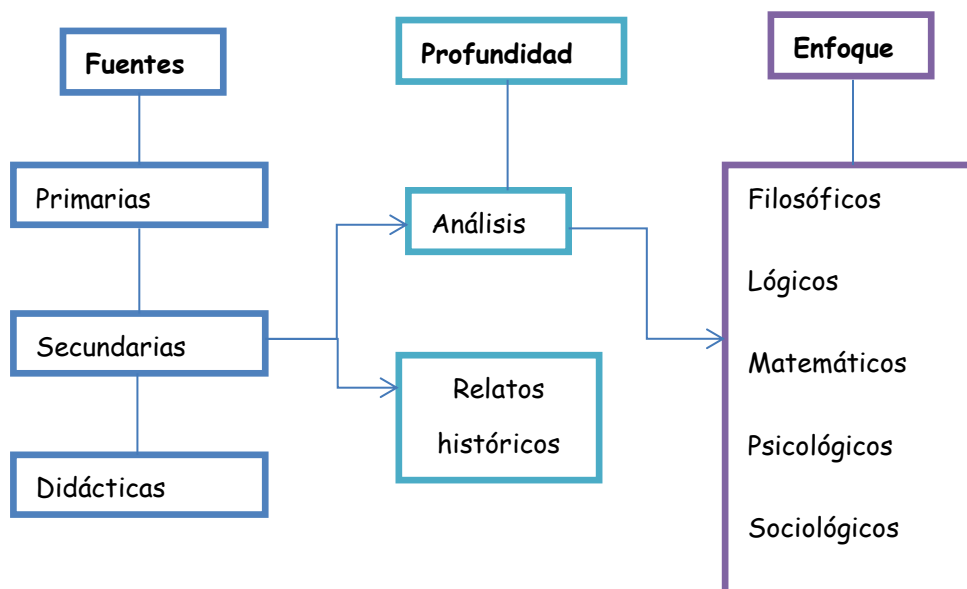 Fuentes
Primarias
Secundarias
Didácticas
Profundidad
Análisis
Relatos
históricos
Enfoque
Filosóficos
Lógicos
Matemáticos
Psicológicos
Sociológicos